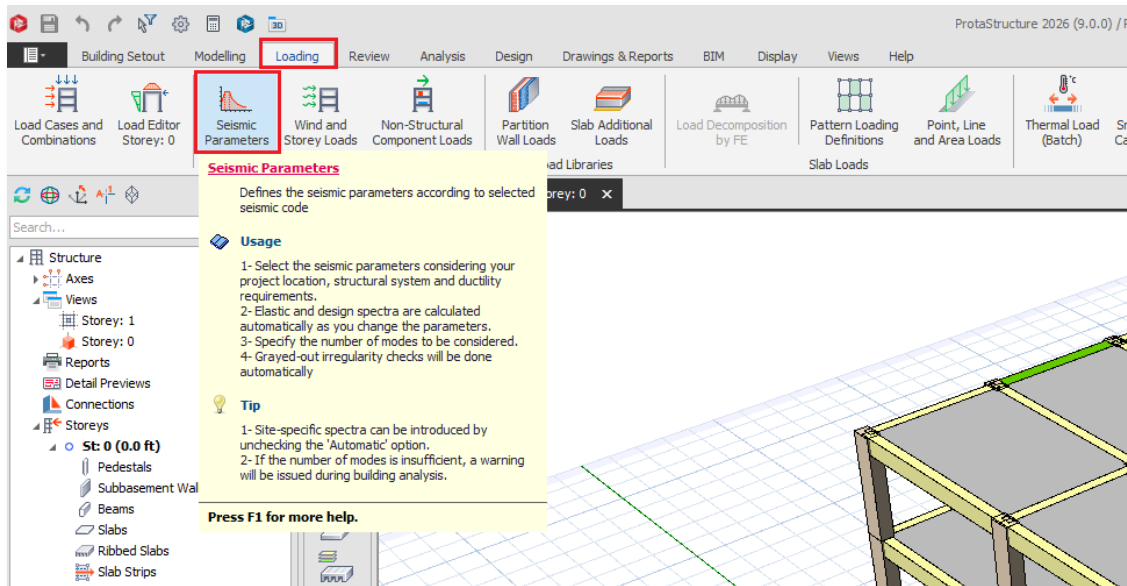 3D
ProtaStructure 2026 (9.0.0) /
Building Setout Modelling Loading Review Analysis Design Drawings & Reports BIM Display Views Help
Load Cases and Combinations
Load Editor Storey: 0
Seismic Parameters
Wind and Storey Loads
Non-Structural Component Loads
Partition Wall Loads
Slab Additional Loads
Load Decomposition by FE
Pattern Loading Definitions
Point, Line and Area Loads
Thermal Load (Batch)
ad Libraries
Slab Loads
orey: 0
Search...
Structure
Axes
Views
Storey: 1
Storey: 0
Reports
Detail Previews
Connections
Storeys
St: 0 (0.0 ft)
Pedestals
Subbasement Wal
Beams
Slabs
Ribbed Slabs
Slab Strips
Seismic Parameters
Defines the seismic parameters according to selected
seismic code
Usage
1- Select the seismic parameters considering your
project location, structural system and ductility
requirements.
2- Elastic and design spectra are calculated
automatically as you change the parameters.
3- Specify the number of modes to be considered.
4- Grayed-out irregularity checks will be done
automatically
Tip
1- Site-specific spectra can be introduced by
unchecking the 'Automatic' option.
2- If the number of modes is insufficient, a warning
will be issued during building analysis.
Press F1 for more help.